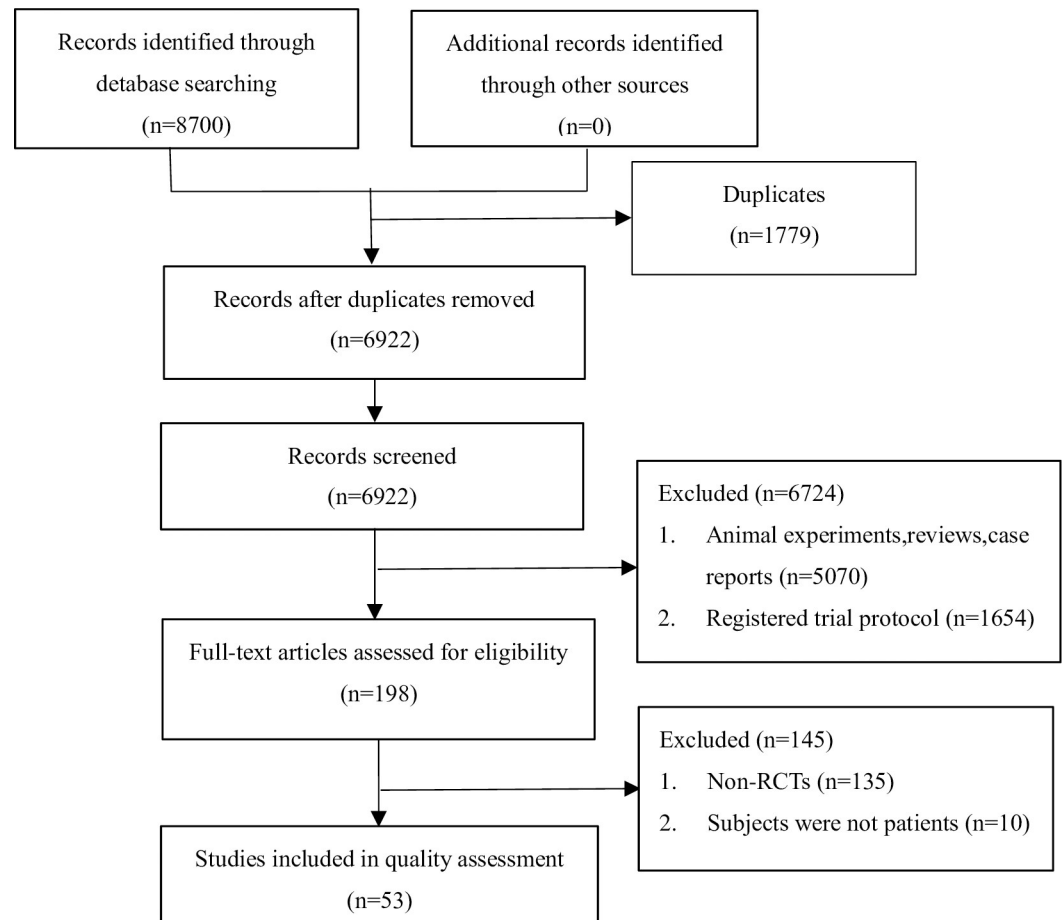 Records identified through
detabase searching
(n=8700)
Additional records identified
through other sources
(n=0)
Duplicates
(n=1779)
Records after duplicates removed
(n=6922)
Records screened
(n=6922)
Excluded (n=6724)
1. Animal experiments,reviews,case
reports (n=5070)
2. Registered trial protocol (n=1654)
Full-text articles assessed for eligibility
(n=198)
Excluded (n=145)
1. Non-RCTs (n=135)
2. Subjects were not patients (n=10)
Studies included in quality assessment
(n=53)